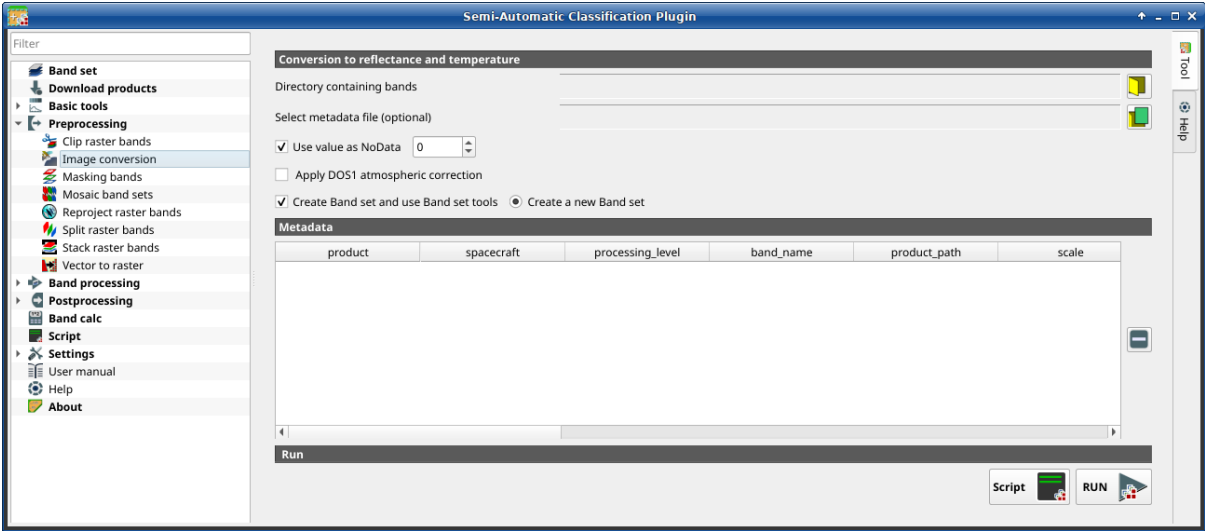 Semi-Automatic Classification Plugin
Filter
Band set
Download products
Basic tools
Preprocessing
Clip raster bands
Image conversion
Masking bands
Mosaic band sets
Reproject raster bands
Split raster bands
Stack raster bands
Vector to raster
Band processing
Postprocessing
Band calc
Script
Settings
User manual
Help
About
Conversion to reflectance and temperature
Directory containing bands
Select metadata file (optional)
Use value as NoData 0
Apply DOS1 atmospheric correction
Create Band set and use Band set tools Create a new Band set
Metadata
product spacecraft processing_level band_name product_path scale
Run
Script RUN
Tool
Help